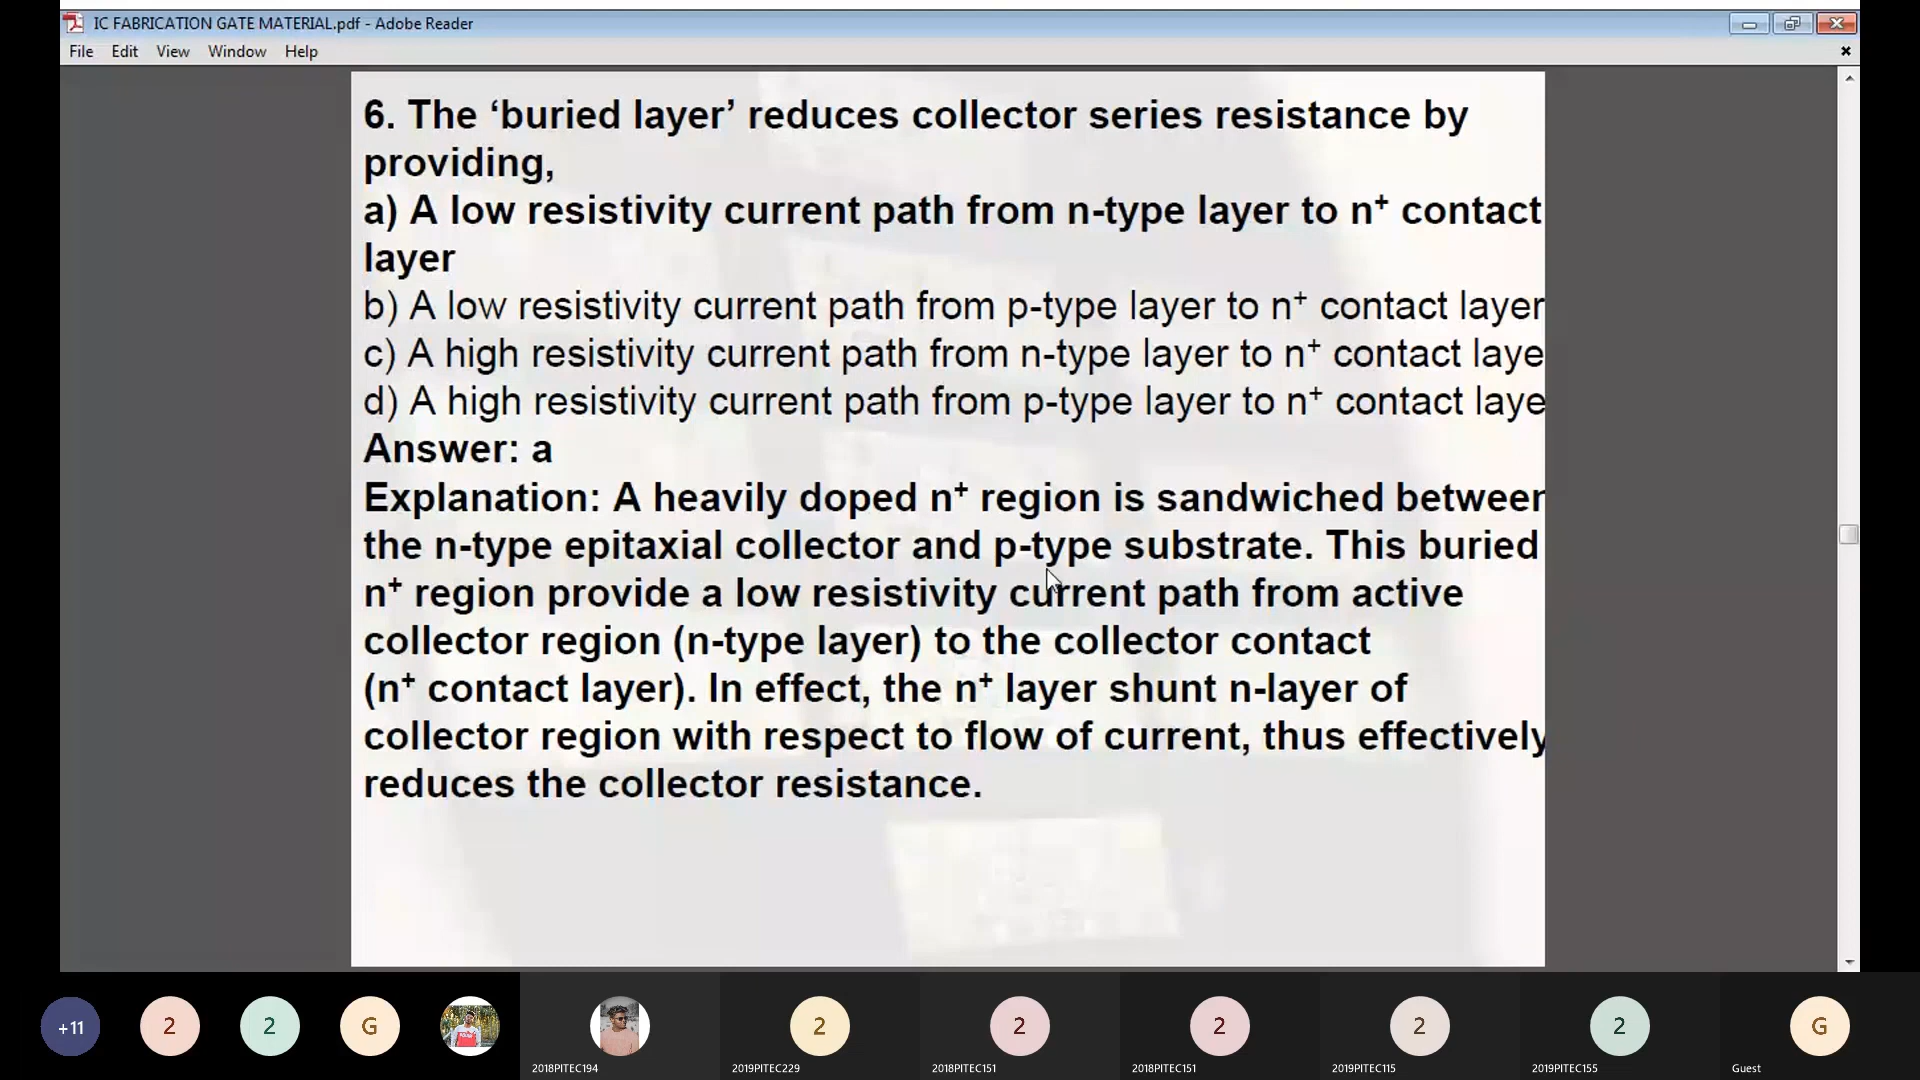 IC FABRICATION GATE MATERIAL.pdf - Adobe Reader
File Edit View Window Help
6. The ‘buried layer’ reduces collector series resistance by
providing,
a) A low resistivity current path from n-type layer to n⁺ contact
layer
b) A low resistivity current path from p-type layer to n⁺ contact layer
c) A high resistivity current path from n-type layer to n⁺ contact laye
d) A high resistivity current path from p-type layer to n⁺ contact laye
Answer: a
Explanation: A heavily doped n⁺ region is sandwiched between
the n-type epitaxial collector and p-type substrate. This buried
n⁺ region provide a low resistivity current path from active
collector region (n-type layer) to the collector contact
(n⁺ contact layer). In effect, the n⁺ layer shunt n-layer of
collector region with respect to flow of current, thus effectively
reduces the collector resistance.
+11 2 2 G 2 2 2 2 2 G
2018PITEC194 2019PITEC229 2018PITEC151 2018PITEC151 2019PITEC115 2019PITEC155 Guest